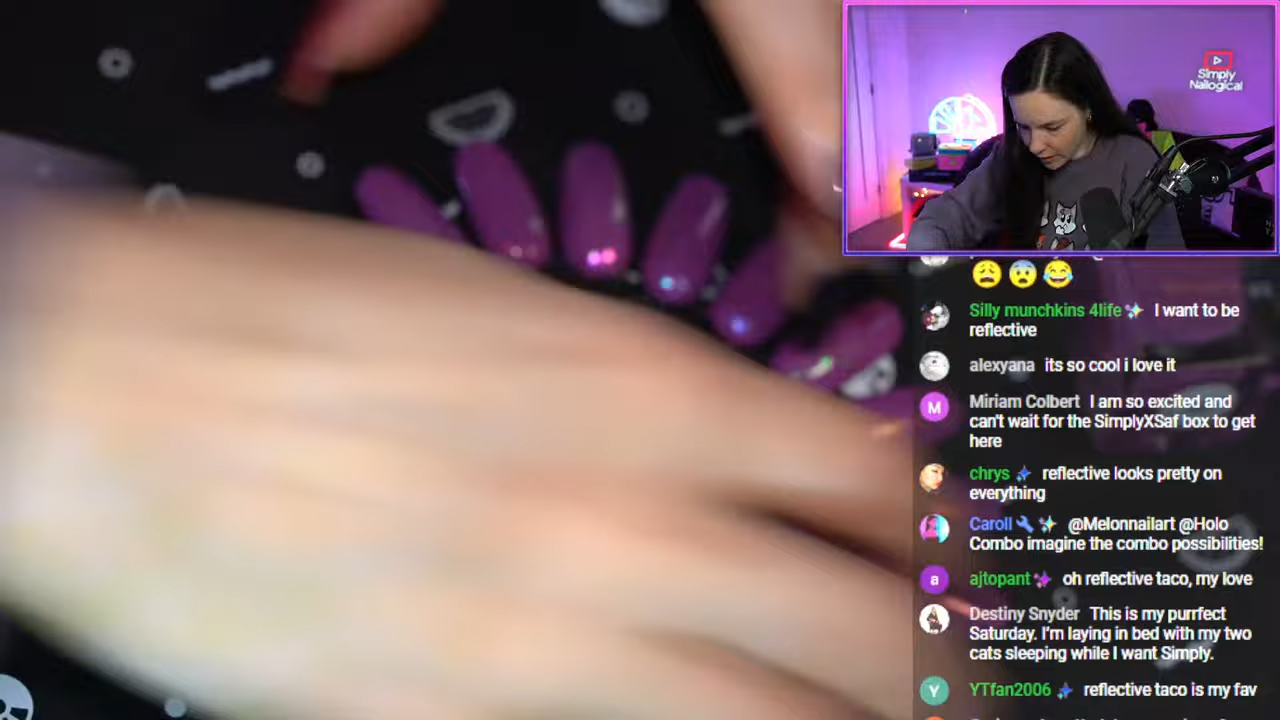 Simply
Nailogical
😩 😨 😂
Silly munchkins 4life✨ I want to be
reflective
alexyana its so cool i love it
M
Miriam Colbert I am so excited and
can't wait for the SimplyXSaf box to get
here
chrys ✨ reflective looks pretty on
everything
Caroll🔧✨ @Melonnailart @Holo
Combo imagine the combo possibilities!
a
ajtopant✨ oh reflective taco, my love
Destiny Snyder This is my purrfect
Saturday. I'm laying in bed with my two
cats sleeping while I want Simply.
Y
YTfan2006 ✨ reflective taco is my fav